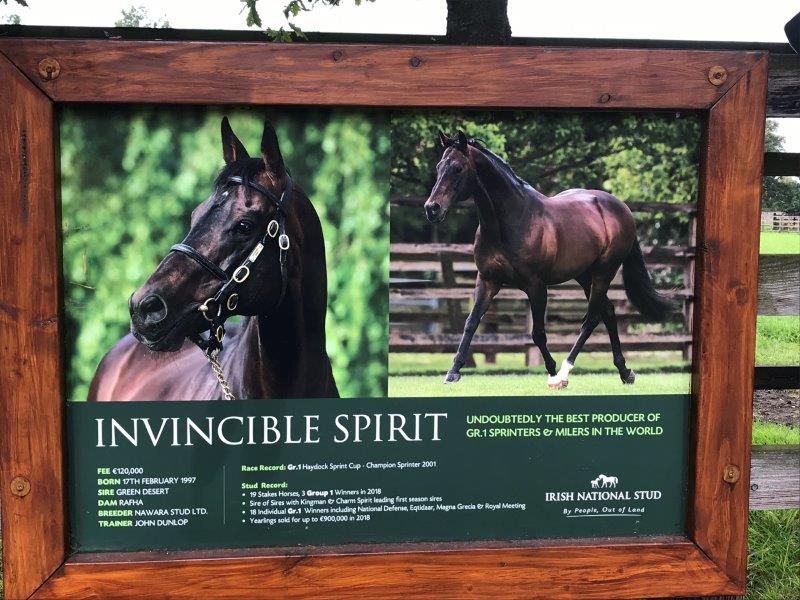 INVINCIBLE SPIRIT
UNDOUBTEDLY THE BEST PRODUCER OF
GR.1 SPRINTERS & MILERS IN THE WORLD
FEE €120,000
BORN 17TH FEBRUARY 1997
SIRE GREEN DESERT
DAM RAFHA
BREEDER NAWARA STUD LTD.
TRAINER JOHN DUNLOP
Race Record: Gr.1 Haydock Sprint Cup - Champion Sprinter 2001
Stud Record:
• 19 Stakes Horses, 3 Group 1 Winners in 2018
• Sire of Sires with Kingman & Charm Spirit leading first season sires
• 18 Individual Gr.1 Winners including National Defense, Eqtidaar, Magna Grecia & Royal Meeting
• Yearlings sold for up to €900,000 in 2018
IRISH NATIONAL STUD
By People, Out of Land